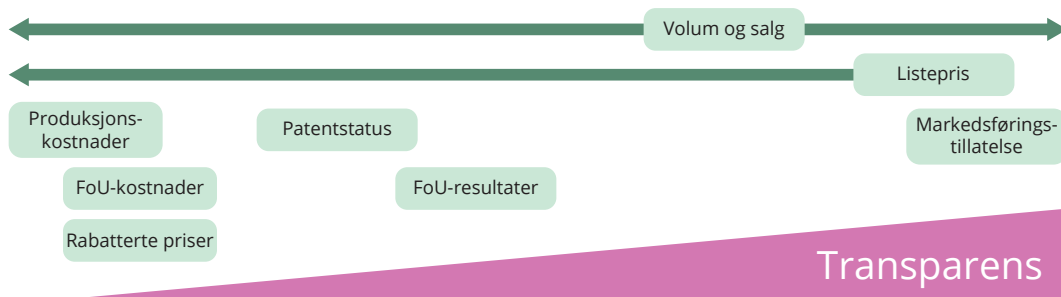 Volum og salg
Listepris
Produksjons-
kostnader
Patentstatus
Markedsførings-
tillatelse
FoU-kostnader
FoU-resultater
Rabatterte priser
Transparens